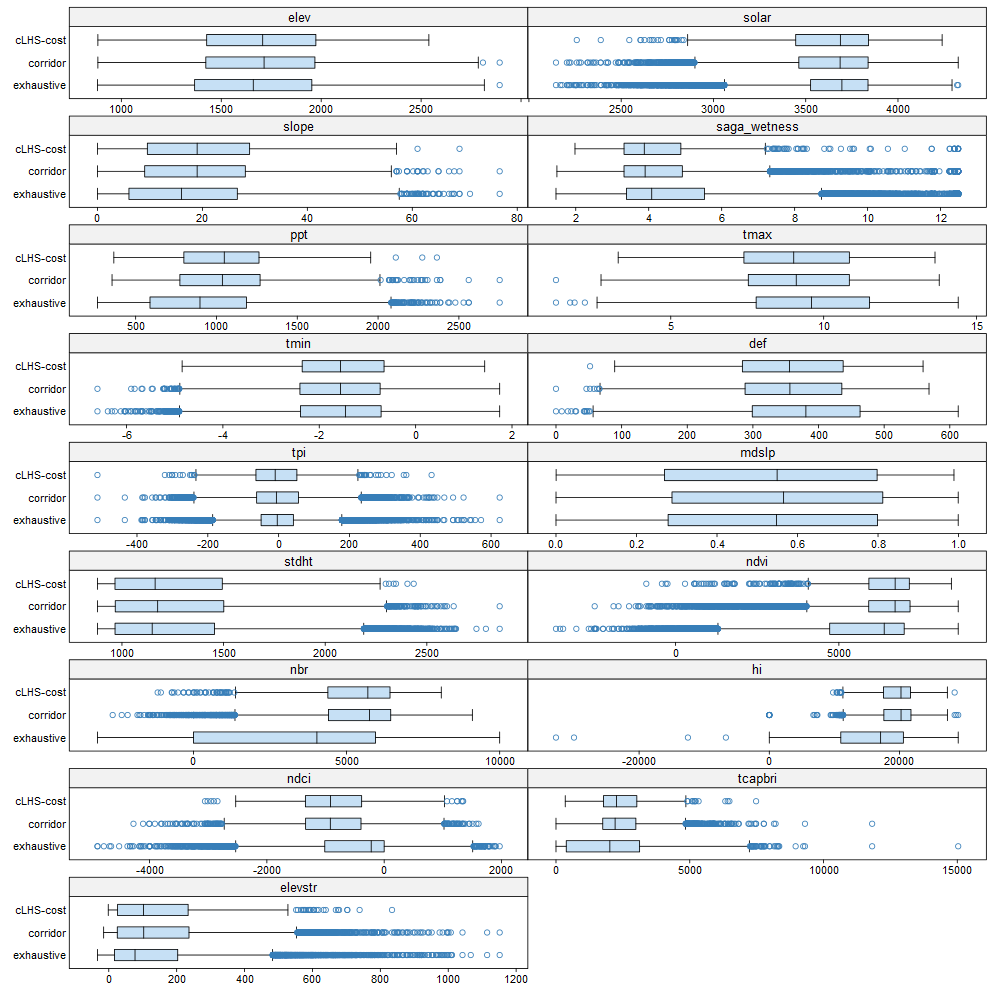 elev
solar
cLHS-cost
corridor
exhaustive
1000 1500 2000 2500
2500 3000 3500 4000
slope
saga_wetness
cLHS-cost
corridor
exhaustive
0 20 40 60 80
2 4 6 8 10 12
ppt
tmax
cLHS-cost
corridor
exhaustive
500 1000 1500 2000 2500
5 10 15
tmin
def
cLHS-cost
corridor
exhaustive
-6 -4 -2 0 2
0 100 200 300 400 500 600
tpi
mdslp
cLHS-cost
corridor
exhaustive
-400 -200 0 200 400 600
0.0 0.2 0.4 0.6 0.8 1.0
stdht
ndvi
cLHS-cost
corridor
exhaustive
1000 1500 2000 2500
0 5000
nbr
hi
cLHS-cost
corridor
exhaustive
0 5000 10000
-20000 0 20000
ndci
tcapbri
cLHS-cost
corridor
exhaustive
-4000 -2000 0 2000
0 5000 10000 15000
elevstr
cLHS-cost
corridor
exhaustive
0 200 400 600 800 1000 1200